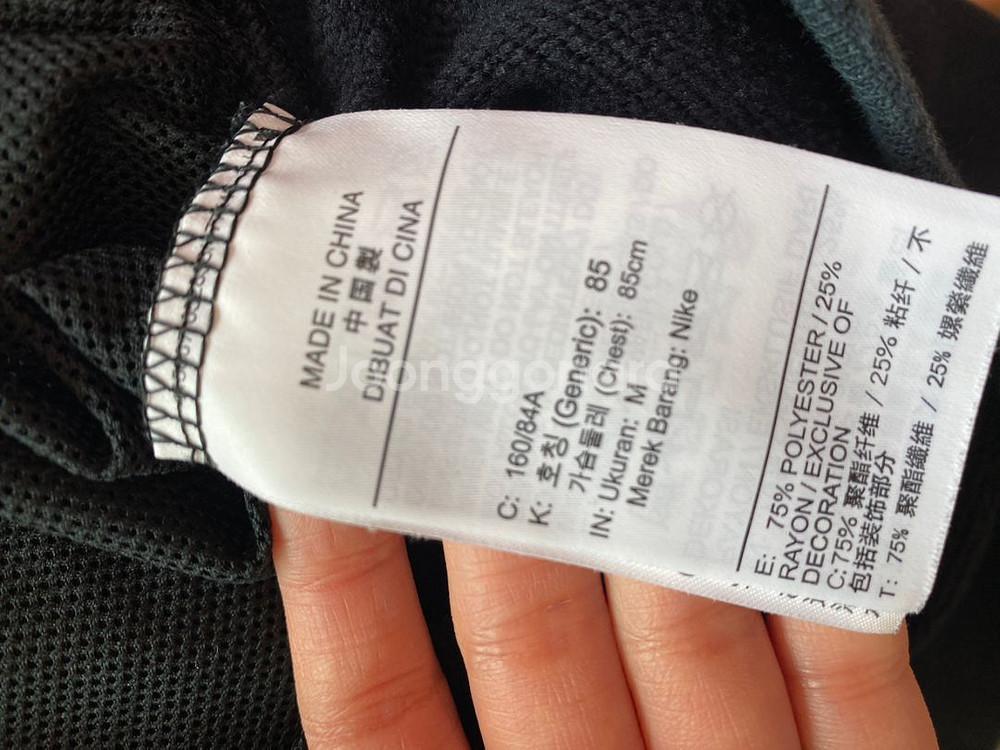 MADE IN CHINA
中国製
DIBUAT DI CINA
C: 160/84A
K: 호칭 (Generic): 85
가슴둘레 (Chest): 85cm
IN: Ukuran: M
Merek Barang: Nike
E: 75% POLYESTER / 25%
RAYON / EXCLUSIVE OF
DECORATION
C:75% 聚酯纤维 / 25% 粘纤 / 不
包括装饰部分
T: 75% 聚酯纖維 / 25% 嫘縈纖維